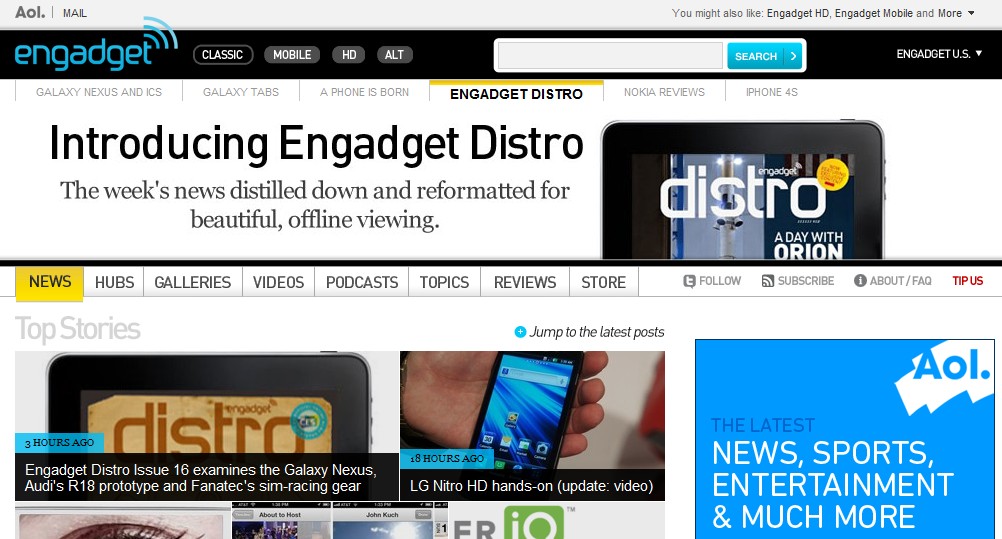 Aol. | MAIL
You might also like: Engadget HD, Engadget Mobile and More
engadget
CLASSIC MOBILE HD ALT
SEARCH
ENGADGET U.S.
GALAXY NEXUS AND ICS GALAXY TABS A PHONE IS BORN ENGADGET DISTRO NOKIA REVIEWS IPHONE 4S
Introducing Engadget Distro
The week's news distilled down and reformatted for
beautiful, offline viewing.
engadget
distro
A DAY WITH
ORION
NEWS HUBS GALLERIES VIDEOS PODCASTS TOPICS REVIEWS STORE
FOLLOW SUBSCRIBE ABOUT / FAQ TIP US
Top Stories
Jump to the latest posts
engadget
distro
3 HOURS AGO
Engadget Distro Issue 16 examines the Galaxy Nexus,
Audi's R18 prototype and Fanatec's sim-racing gear
18 HOURS AGO
LG Nitro HD hands-on (update: video)
About to Host
John Kuch
ER iQ™
Aol.
THE LATEST
NEWS, SPORTS,
ENTERTAINMENT
& MUCH MORE